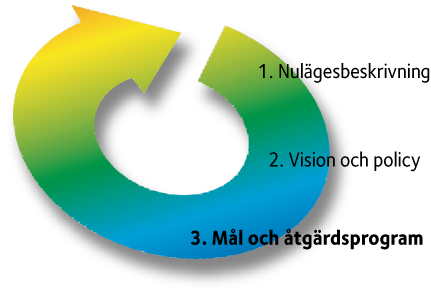 1. Nulägesbeskrivning
2. Vision och policy
3. Mål och åtgärdsprogram